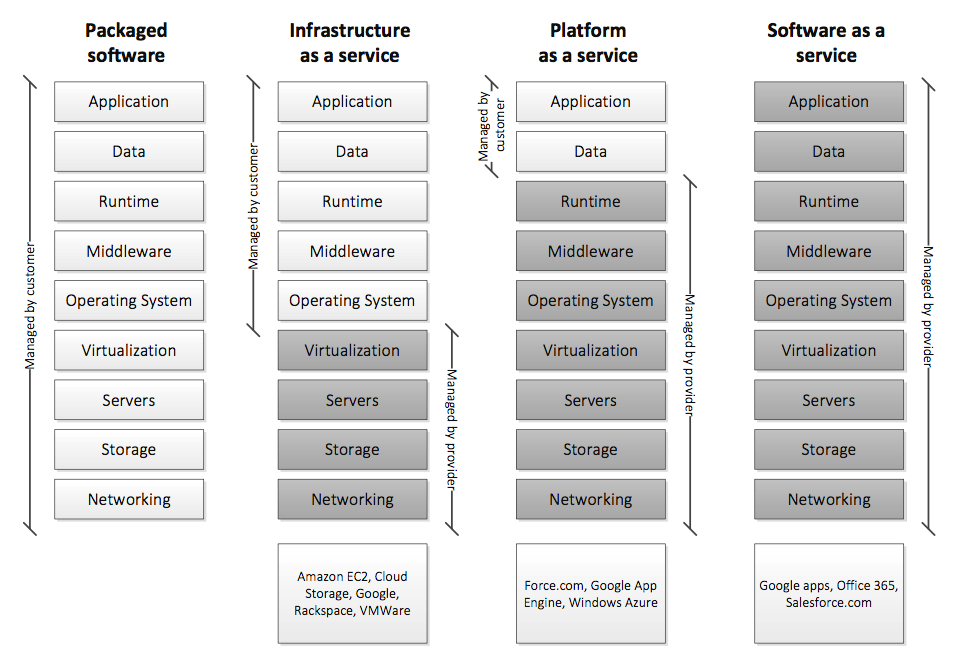 Packaged
software
Infrastructure
as a service
Platform
as a service
Software as a
service
Managed by customer
Application
Data
Runtime
Middleware
Operating System
Virtualization
Servers
Storage
Networking
Managed by customer
Application
Data
Runtime
Middleware
Operating System
Virtualization
Servers
Storage
Networking
Managed by provider
Amazon EC2, Cloud
Storage, Google,
Rackspace, VMWare
Managed by
customer
Application
Data
Runtime
Middleware
Operating System
Virtualization
Servers
Storage
Networking
Managed by provider
Force.com, Google App
Engine, Windows Azure
Application
Data
Runtime
Middleware
Operating System
Virtualization
Servers
Storage
Networking
Managed by provider
Google apps, Office 365,
Salesforce.com